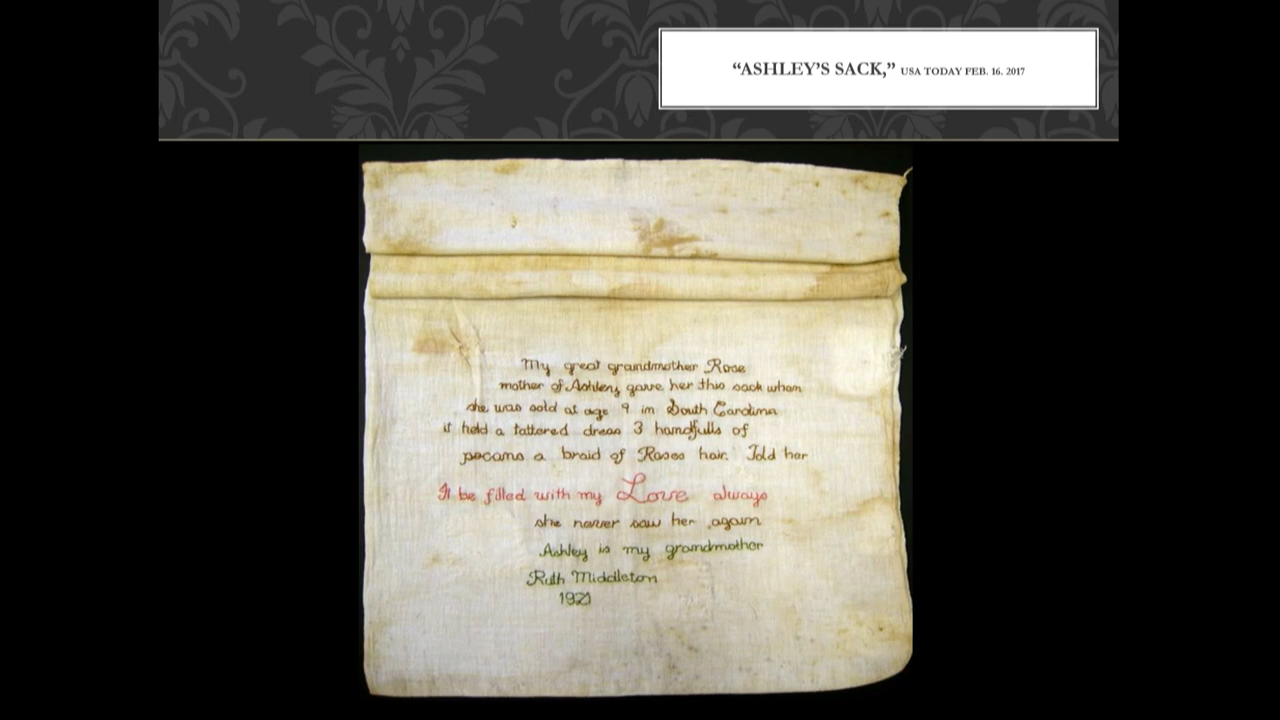 “ASHLEY’S SACK,” USA TODAY FEB. 16. 2017
My great grandmother Rose
mother of Ashley gave her this sack when
she was sold at age 9 in South Carolina
it held a tattered dress 3 handfulls of
pecans a braid of Roses hair. Told her
It be filled with my Love always
she never saw her again
Ashley is my grandmother
Ruth Middleton
1921